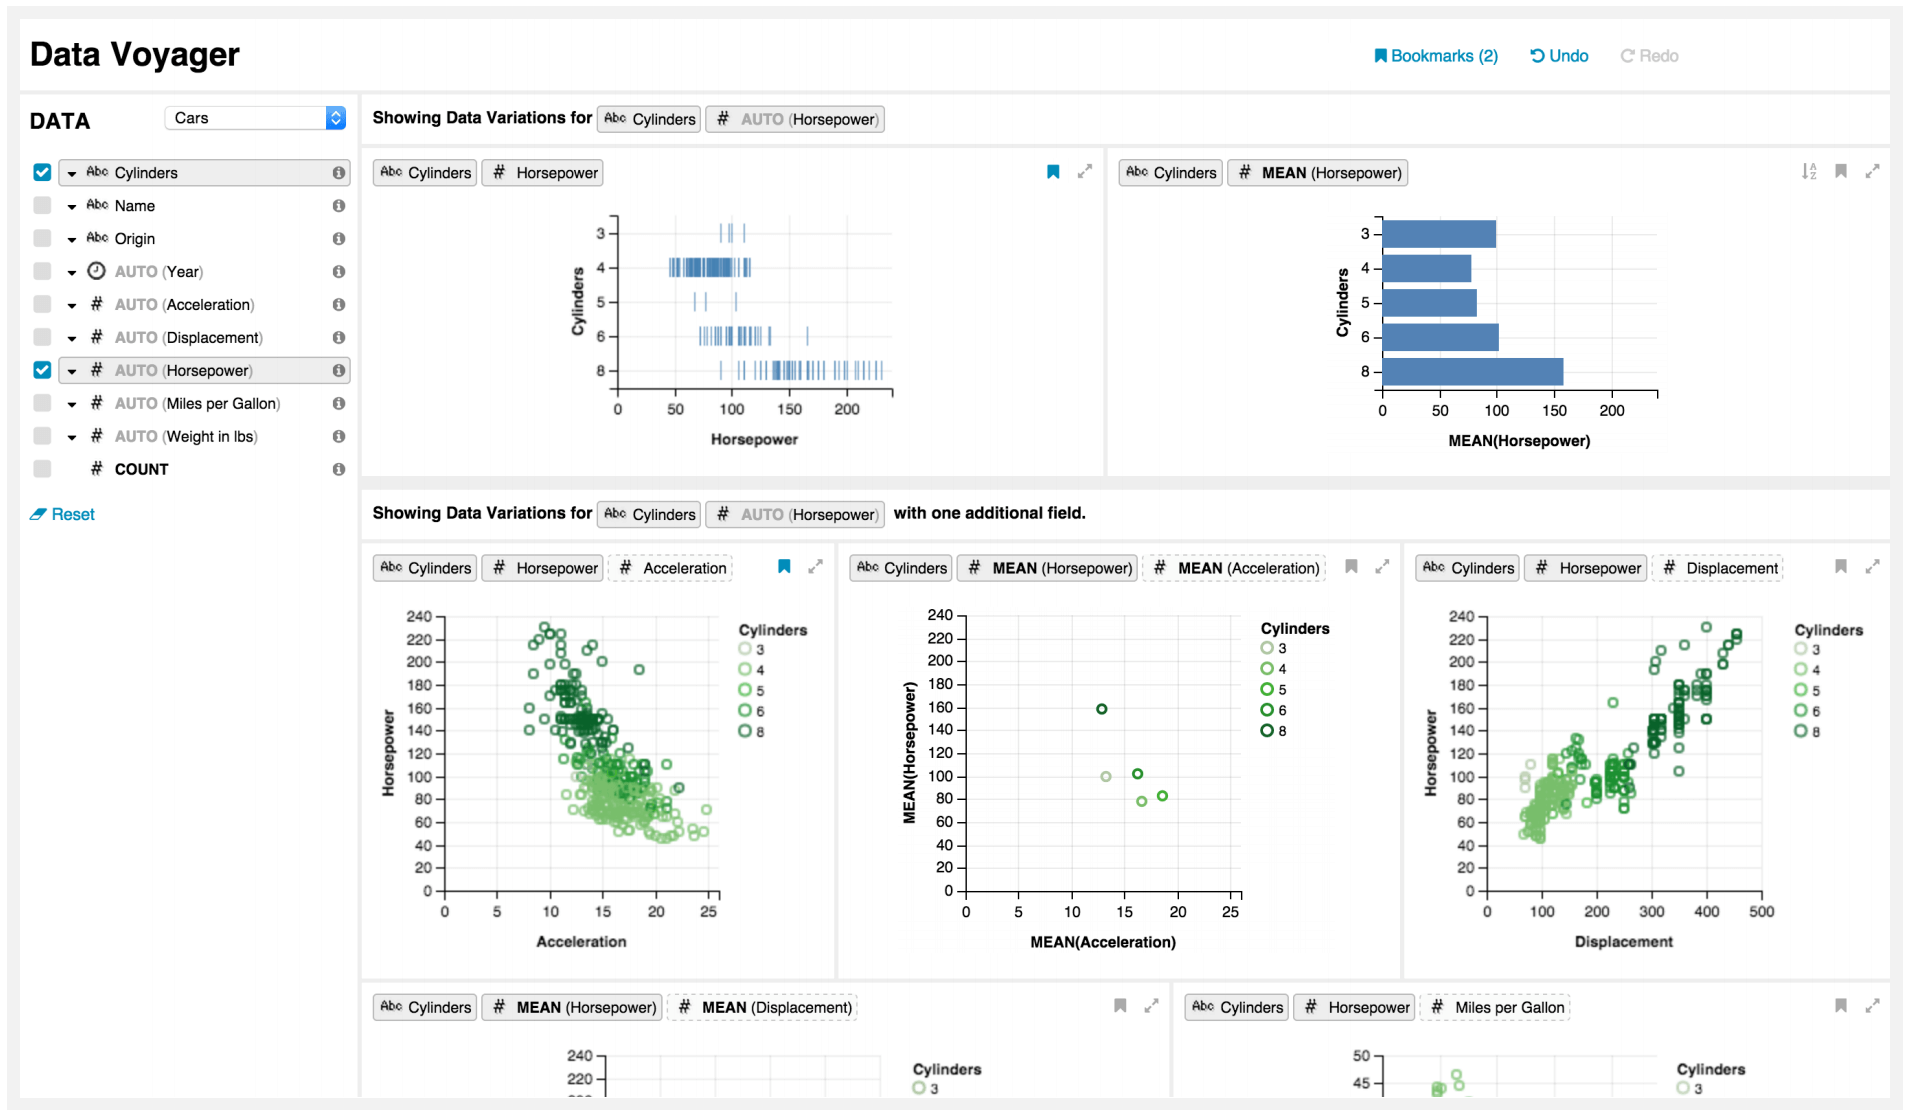 Data Voyager
Bookmarks (2) Undo Redo
DATA Cars
Abc Cylinders
Abc Name
Abc Origin
AUTO (Year)
# AUTO (Acceleration)
# AUTO (Displacement)
# AUTO (Horsepower)
# AUTO (Miles per Gallon)
# AUTO (Weight in lbs)
# COUNT
Reset
Showing Data Variations for Abc Cylinders # AUTO (Horsepower)
Abc Cylinders # Horsepower
Cylinders
3
4
5
6
8
0 50 100 150 200
Horsepower
Abc Cylinders # MEAN (Horsepower)
Cylinders
3
4
5
6
8
0 50 100 150 200
MEAN(Horsepower)
Showing Data Variations for Abc Cylinders # AUTO (Horsepower) with one additional field.
Abc Cylinders # Horsepower # Acceleration
Horsepower
240
220
200
180
160
140
120
100
80
60
40
20
0
0 5 10 15 20 25
Acceleration
Cylinders
3
4
5
6
8
Abc Cylinders # MEAN (Horsepower) # MEAN (Acceleration)
MEAN(Horsepower)
240
220
200
180
160
140
120
100
80
60
40
20
0
0 5 10 15 20 25
MEAN(Acceleration)
Cylinders
3
4
5
6
8
Abc Cylinders # Horsepower # Displacement
Horsepower
240
220
200
180
160
140
120
100
80
60
40
20
0
0 100 200 300 400 500
Displacement
Cylinders
3
4
5
6
8
Abc Cylinders # MEAN (Horsepower) # MEAN (Displacement)
240
220
Cylinders
3
Abc Cylinders # Horsepower # Miles per Gallon
50
45
Cylinders
3